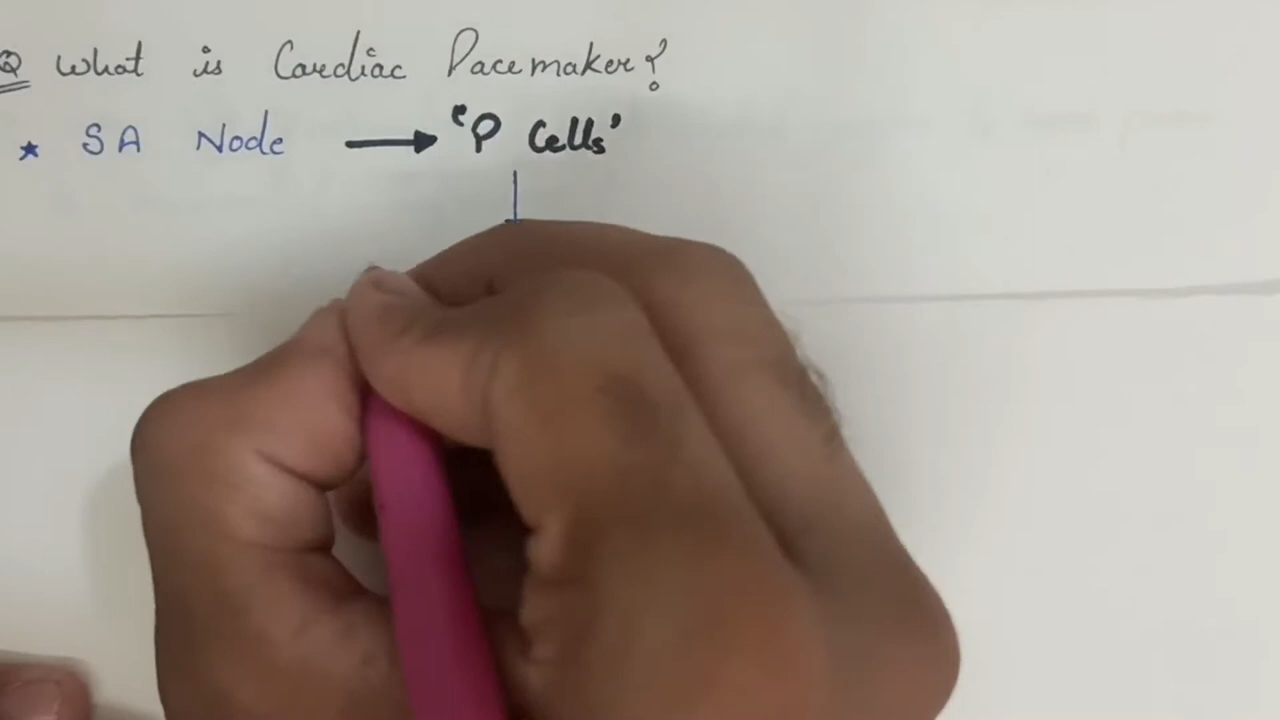 Q What is Cardiac Pacemaker?
★ SA Node → 'P Cells'